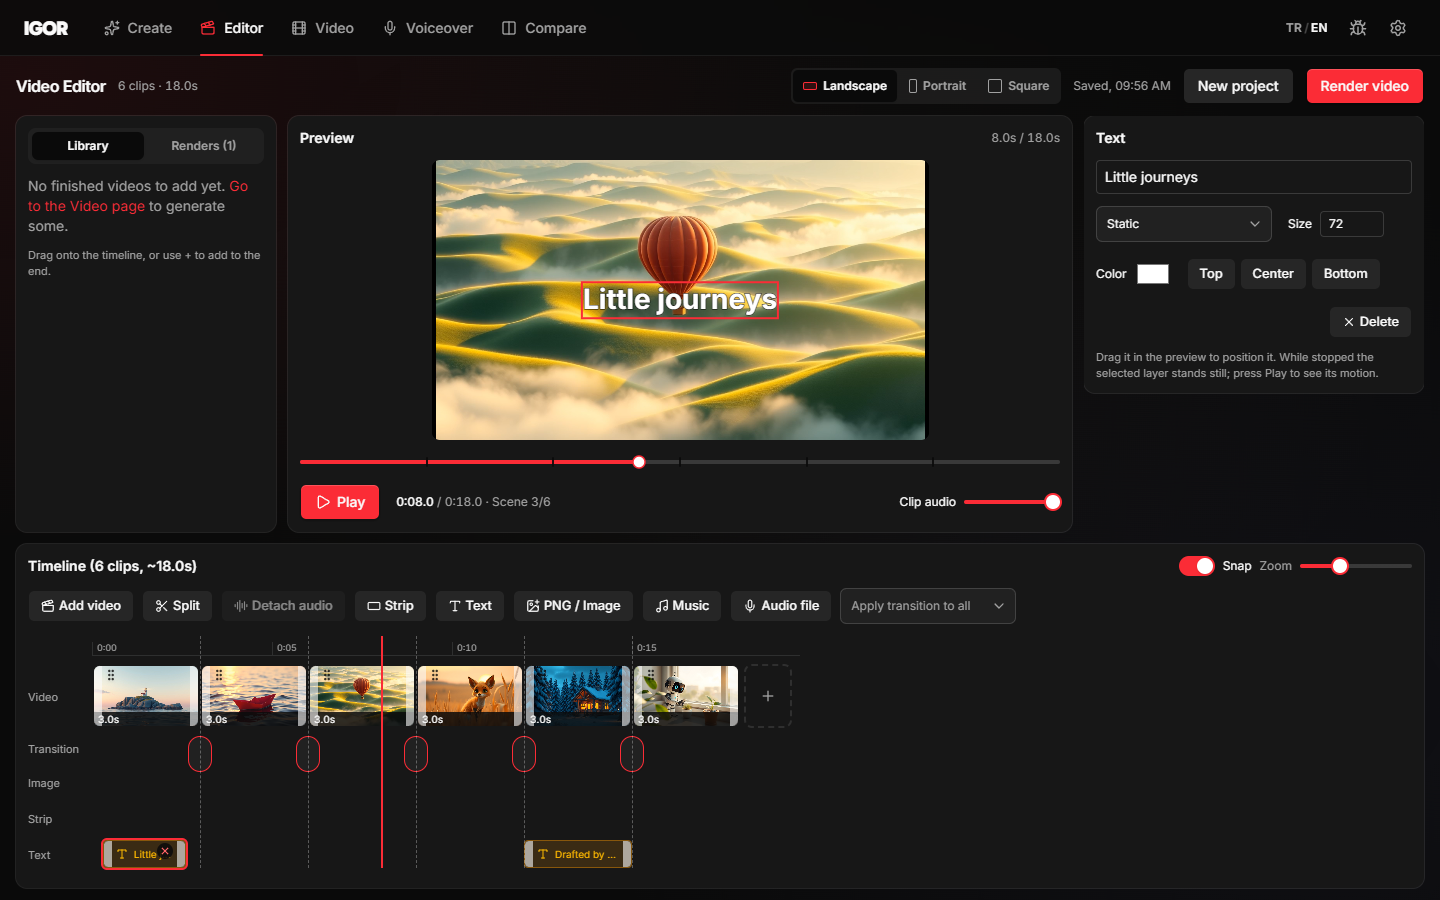 IGOR
Create
Editor
Video
Voiceover
Compare
TR / EN
Video Editor
6 clips · 18.0s
Landscape
Portrait
Square
Saved, 09:56 AM
New project
Render video
Library
Renders (1)
No finished videos to add yet. Go
to the Video page to generate
some.
Drag onto the timeline, or use + to add to the
end.
Preview
8.0s / 18.0s
Little journeys
Play
0:08.0 / 0:18.0 · Scene 3/6
Clip audio
Text
Little journeys
Static
Size
72
Color
Top
Center
Bottom
Delete
Drag it in the preview to position it. While stopped the
selected layer stands still; press Play to see its motion.
Timeline (6 clips, ~18.0s)
Snap
Zoom
Add video
Split
Detach audio
Strip
Text
PNG / Image
Music
Audio file
Apply transition to all
0:00
0:05
0:10
0:15
Video
3.0s
3.0s
3.0s
3.0s
3.0s
3.0s
Transition
Image
Strip
Text
Little
Drafted by ...